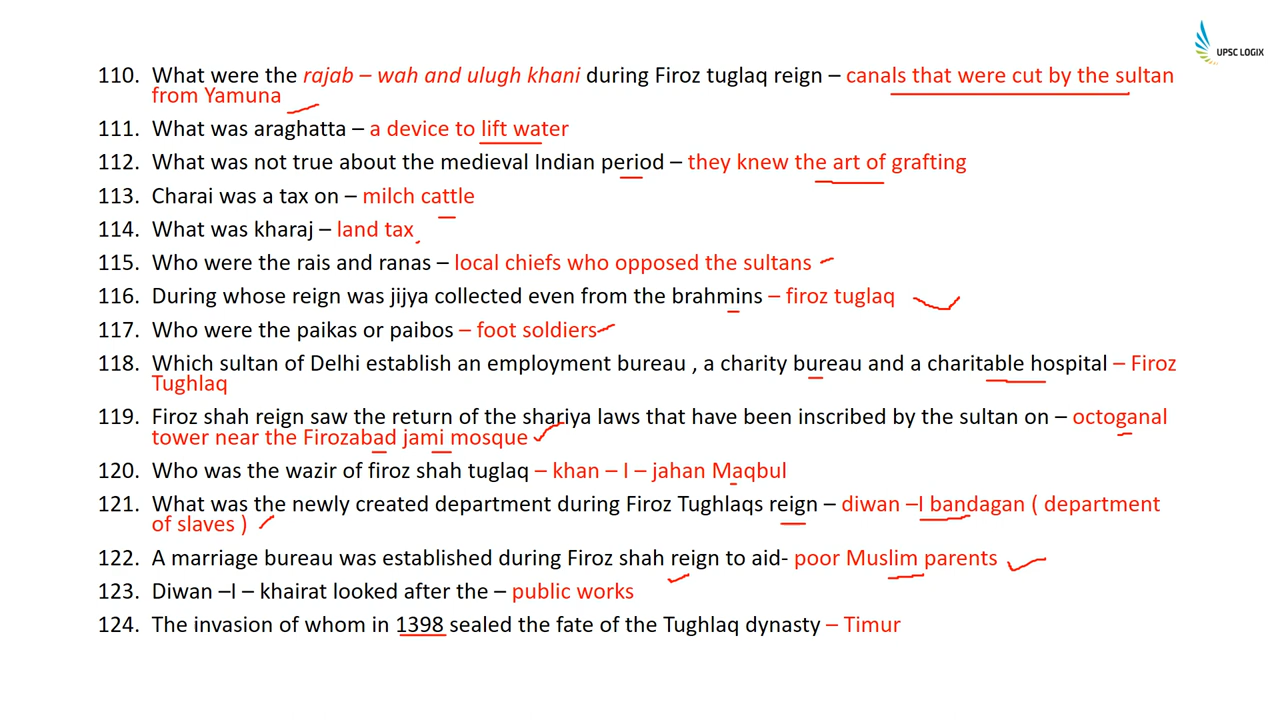 UPSC LOGIX
110. What were the rajab – wah and ulugh khani during Firoz tuglaq reign – canals that were cut by the sultan
from Yamuna
111. What was araghatta – a device to lift water
112. What was not true about the medieval Indian period – they knew the art of grafting
113. Charai was a tax on – milch cattle
114. What was kharaj – land tax
115. Who were the rais and ranas – local chiefs who opposed the sultans
116. During whose reign was jijya collected even from the brahmins – firoz tuglaq
117. Who were the paikas or paibos – foot soldiers
118. Which sultan of Delhi establish an employment bureau , a charity bureau and a charitable hospital – Firoz
Tughlaq
119. Firoz shah reign saw the return of the shariya laws that have been inscribed by the sultan on – octoganal
tower near the Firozabad jami mosque
120. Who was the wazir of firoz shah tuglaq – khan – I – jahan Maqbul
121. What was the newly created department during Firoz Tughlaqs reign – diwan –I bandagan ( department
of slaves )
122. A marriage bureau was established during Firoz shah reign to aid- poor Muslim parents
123. Diwan –I – khairat looked after the – public works
124. The invasion of whom in 1398 sealed the fate of the Tughlaq dynasty – Timur